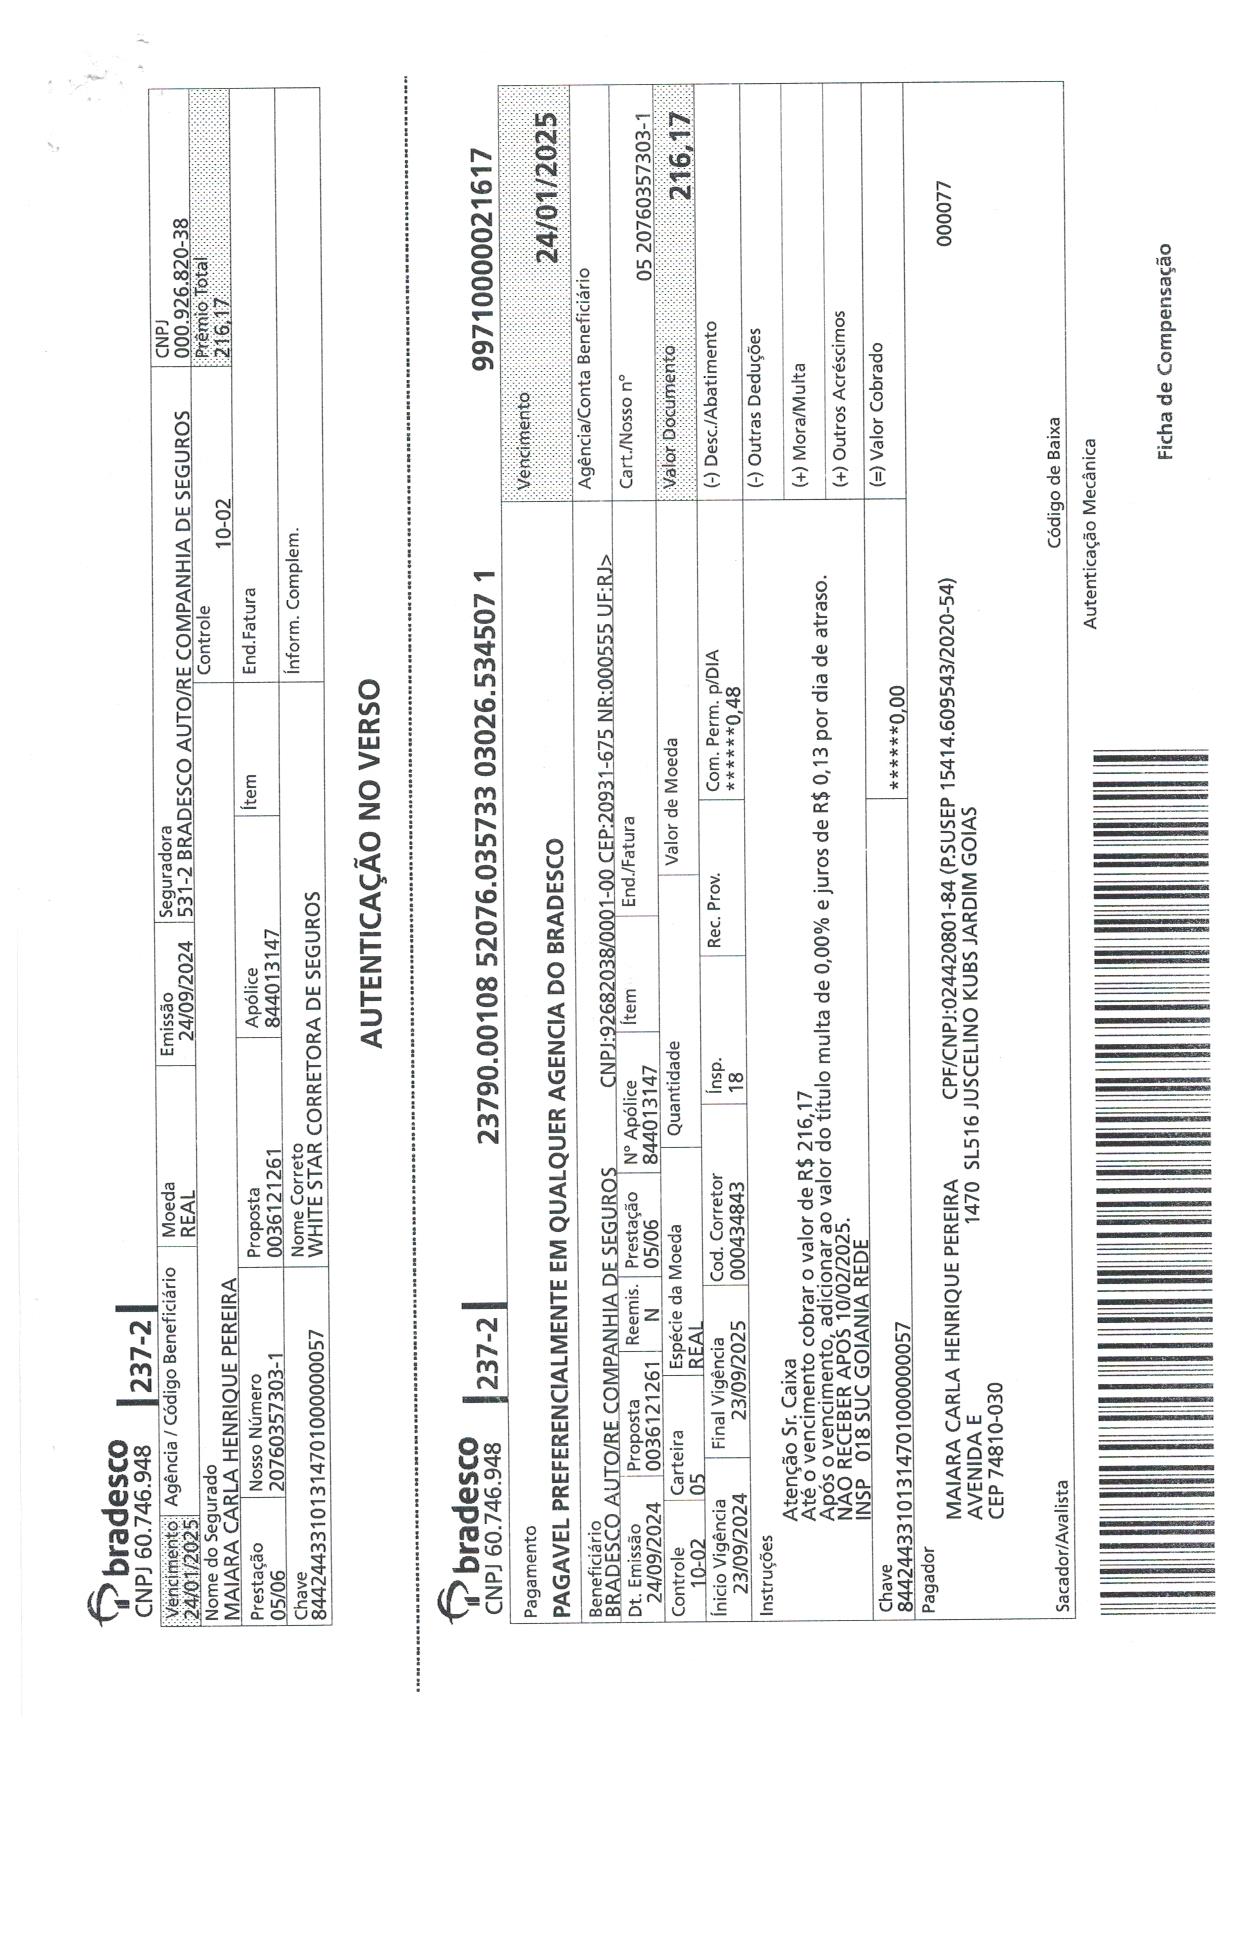 bradesco
CNPJ 60.746.948
237-2
Vencimento
24/01/2025
Agência / Código Beneficiário
Moeda
REAL
Emissão
24/09/2024
Seguradora
531-2 BRADESCO AUTO/RE COMPANHIA DE SEGUROS
CNPJ
000.926.820-38
Nome do Segurado
MAIARA CARLA HENRIQUE PEREIRA
Controle
10-02
Prêmio Total
216,17
Prestação
05/06
Nosso Número
20760357303-1
Proposta
0036121261
Apólice
844013147
Ítem
End.Fatura
Chave
84424433101314701000000057
Nome Correto
WHITE STAR CORRETORA DE SEGUROS
Ínform. Complem.
AUTENTICAÇÃO NO VERSO
bradesco
CNPJ 60.746.948
237-2
23790.00108 52076.035733 03026.534507 1 99710000021617
Pagamento
PAGAVEL PREFERENCIALMENTE EM QUALQUER AGENCIA DO BRADESCO
Vencimento
24/01/2025
Beneficiário
BRADESCO AUTO/RE COMPANHIA DE SEGUROS CNPJ:92682038/0001-00 CEP:20931-675 NR:000555 UF:RJ>
Agência/Conta Beneficiário
Dt. Emissão
24/09/2024
Proposta
0036121261
Reemis.
N
Prestação
05/06
N° Apólice
844013147
Ítem
End./Fatura
Cart./Nosso n°
05 20760357303-1
Controle
10-02
Carteira
05
Espécie da Moeda
REAL
Quantidade
Valor de Moeda
Valor Documento
216,17
Ínicio Vigência
23/09/2024
Final Vigência
23/09/2025
Cod. Corretor
000434843
Ínsp.
18
Rec. Prov.
Com. Perm. p/DIA
******0,48
(-) Desc./Abatimento
Instruções
Atenção Sr. Caixa
Até o vencimento cobrar o valor de R$ 216,17
Após o vencimento, adicionar ao valor do título multa de 0,00% e juros de R$ 0,13 por dia de atraso.
NAO RECEBER APOS 10/02/2025.
INSP 018 SUC GOIANIA REDE
(-) Outras Deduções
(+) Mora/Multa
(+) Outros Acréscimos
Chave
84424433101314701000000057
******0,00
(=) Valor Cobrado
Pagador
MAIARA CARLA HENRIQUE PEREIRA CPF/CNPJ:024420801-84 (P.SUSEP 15414.609543/2020-54)
AVENIDA E 1470 SL516 JUSCELINO KUBS JARDIM GOIAS
CEP 74810-030
000077
Sacador/Avalista
Código de Baixa
Autenticação Mecânica
Ficha de Compensação